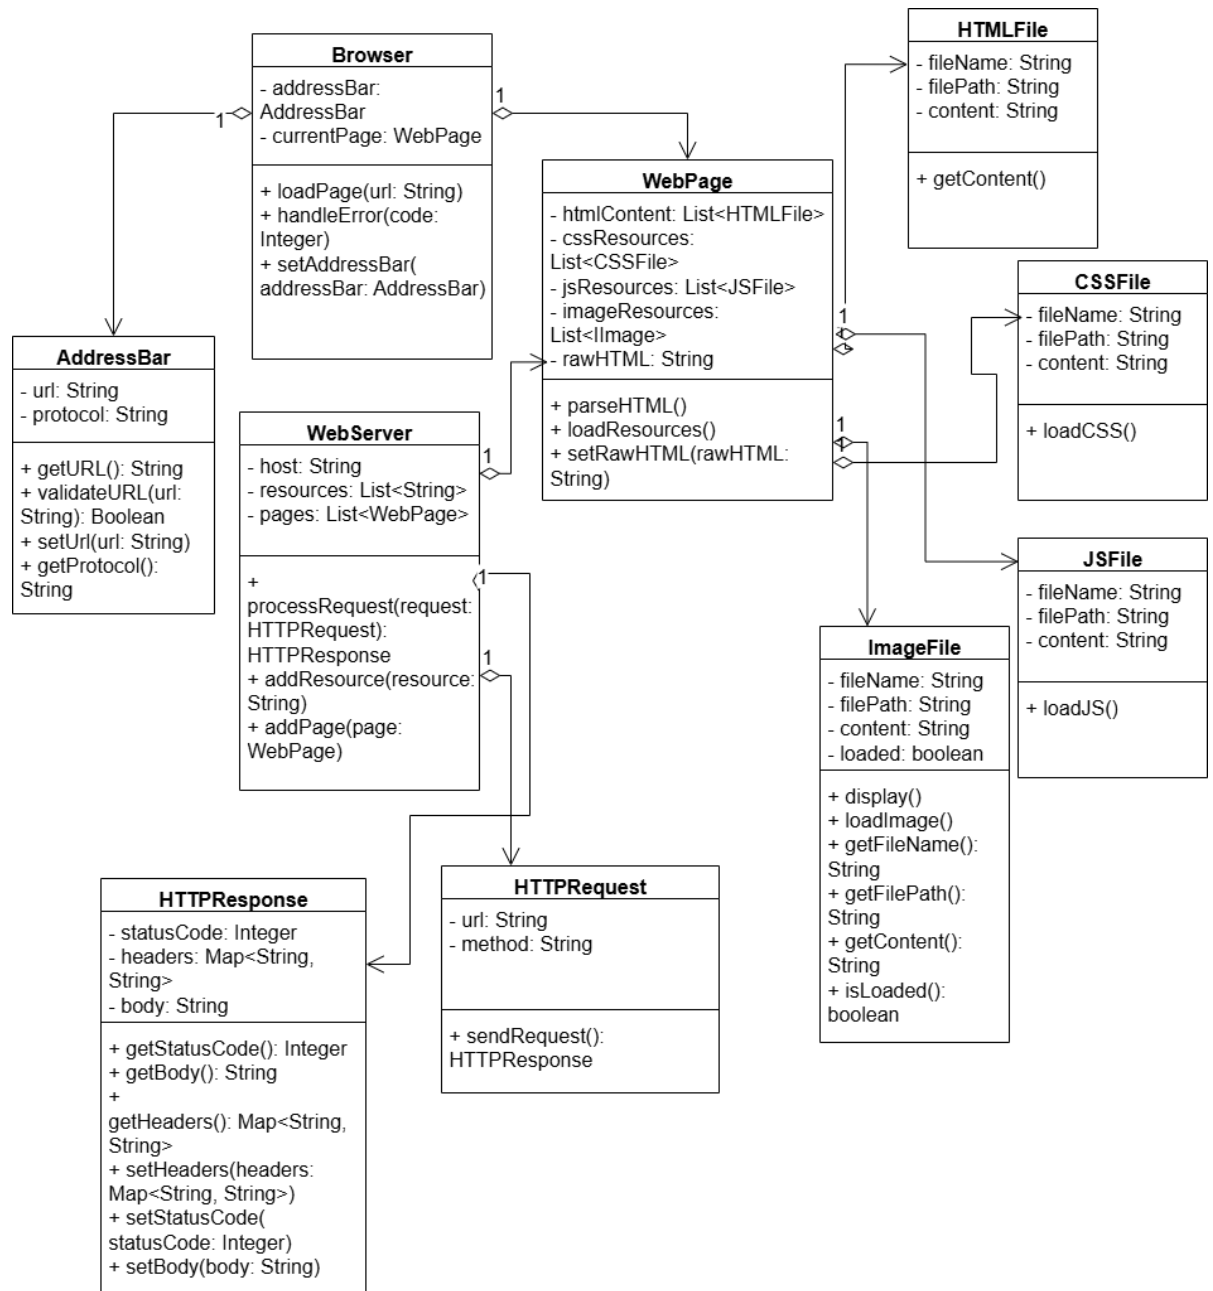 Browser
- addressBar:
AddressBar
- currentPage: WebPage
+ loadPage(url: String)
+ handleError(code:
Integer)
+ setAddressBar(
addressBar: AddressBar)
1
1
HTMLFile
- fileName: String
- filePath: String
- content: String
+ getContent()
WebPage
- htmlContent: List<HTMLFile>
- cssResources:
List<CSSFile>
- jsResources: List<JSFile>
- imageResources:
List<IImage>
- rawHTML: String
+ parseHTML()
+ loadResources()
+ setRawHTML(rawHTML:
String)
1
1
1
1
CSSFile
- fileName: String
- filePath: String
- content: String
+ loadCSS()
AddressBar
- url: String
- protocol: String
+ getURL(): String
+ validateURL(url:
String): Boolean
+ setUrl(url: String)
+ getProtocol():
String
WebServer
- host: String
- resources: List<String>
- pages: List<WebPage>
+
processRequest(request:
HTTPRequest):
HTTPResponse
+ addResource(resource:
String)
+ addPage(page:
WebPage)
1
1
1
JSFile
- fileName: String
- filePath: String
- content: String
+ loadJS()
ImageFile
- fileName: String
- filePath: String
- content: String
- loaded: boolean
+ display()
+ loadImage()
+ getFileName():
String
+ getFilePath():
String
+ getContent():
String
+ isLoaded():
boolean
HTTPResponse
- statusCode: Integer
- headers: Map<String,
String>
- body: String
+ getStatusCode(): Integer
+ getBody(): String
+
getHeaders(): Map<String,
String>
+ setHeaders(headers:
Map<String, String>)
+ setStatusCode(
statusCode: Integer)
+ setBody(body: String)
HTTPRequest
- url: String
- method: String
+ sendRequest():
HTTPResponse